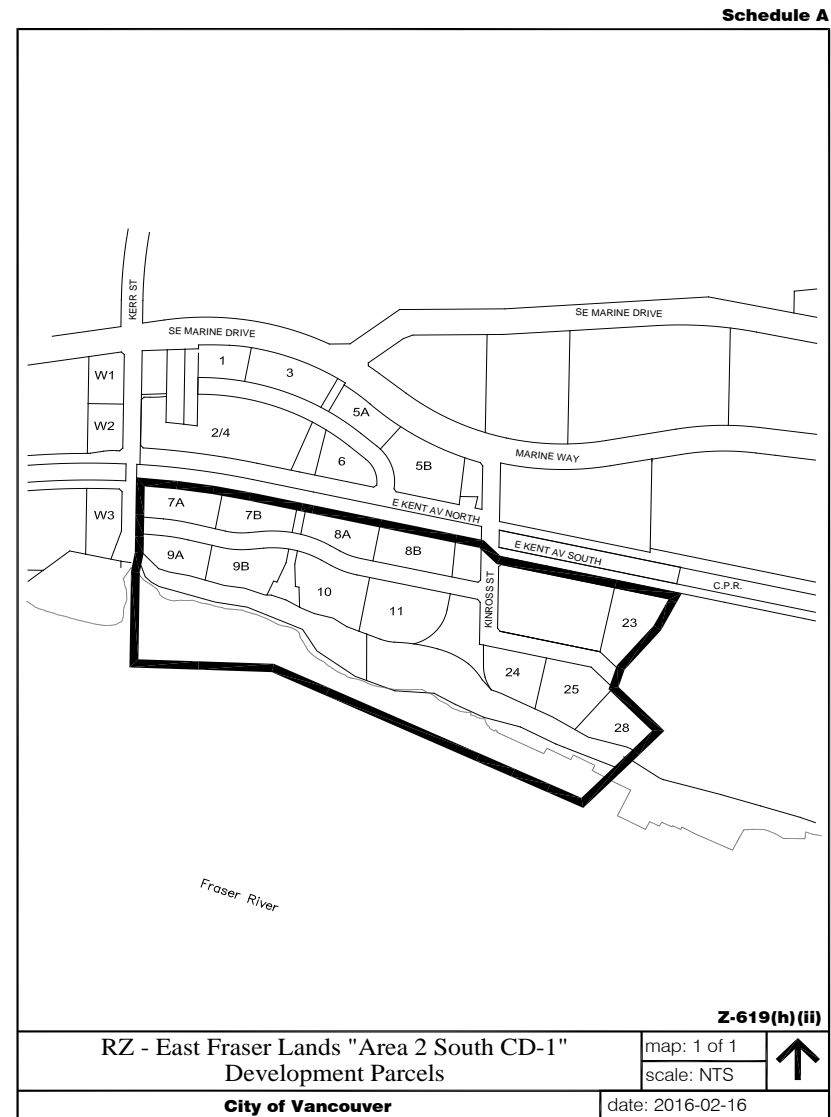 Schedule A
KERR ST
SE MARINE DRIVE
SE MARINE DRIVE
W1
1
3
W2
2/4
5A
6
5B
MARINE WAY
W3
7A
7B
E KENT AV NORTH
8A
8B
E KENT AV SOUTH
C.P.R.
9A
9B
10
11
KINROSS ST
23
24
25
28
Fraser River
Z-619(h)(ii)
RZ - East Fraser Lands "Area 2 South CD-1"
Development Parcels
map: 1 of 1
scale: NTS
City of Vancouver
date: 2016-02-16